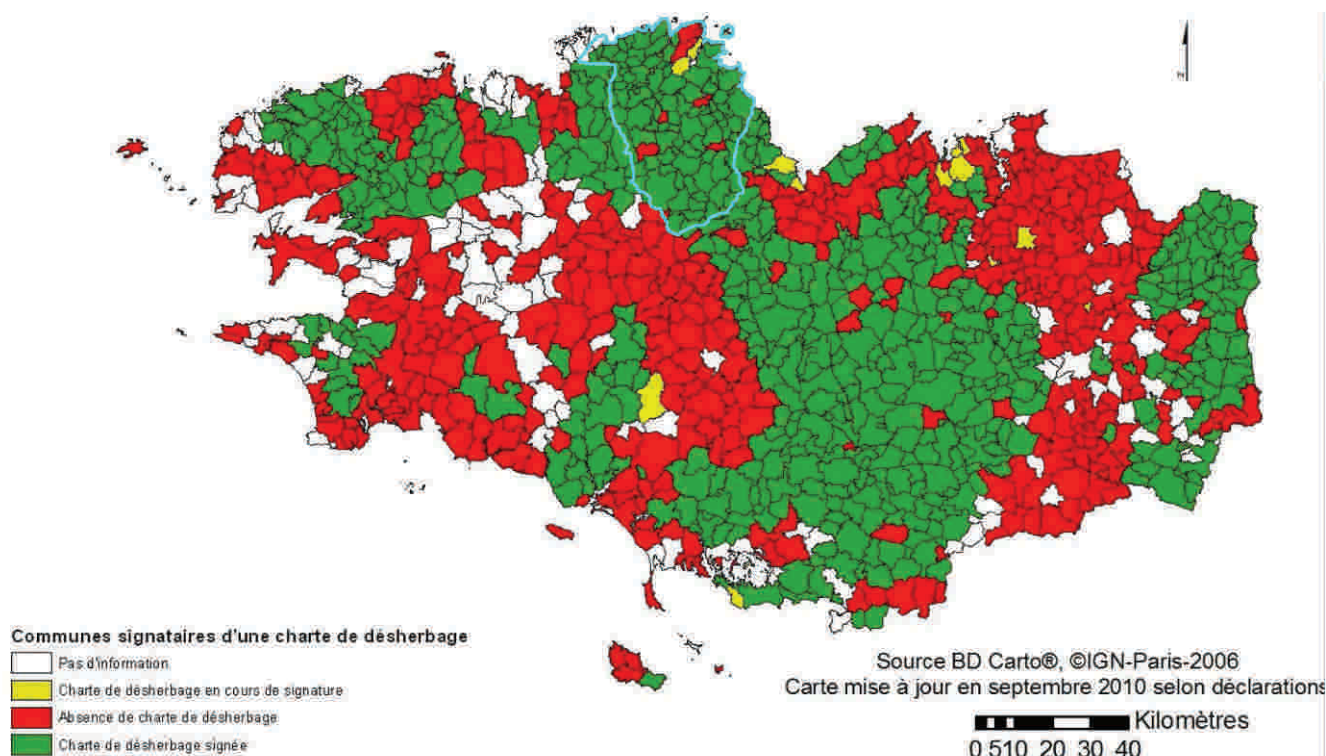 Communes signataires d'une charte de désherbage
Pas d'information
Charte de désherbage en cours de signature
Absence de charte de désherbage
Charte de désherbage signée
Source BD Carto®, ©IGN-Paris-2006
Carte mise à jour en septembre 2010 selon déclarations
Kilomètres
0 510 20 30 40